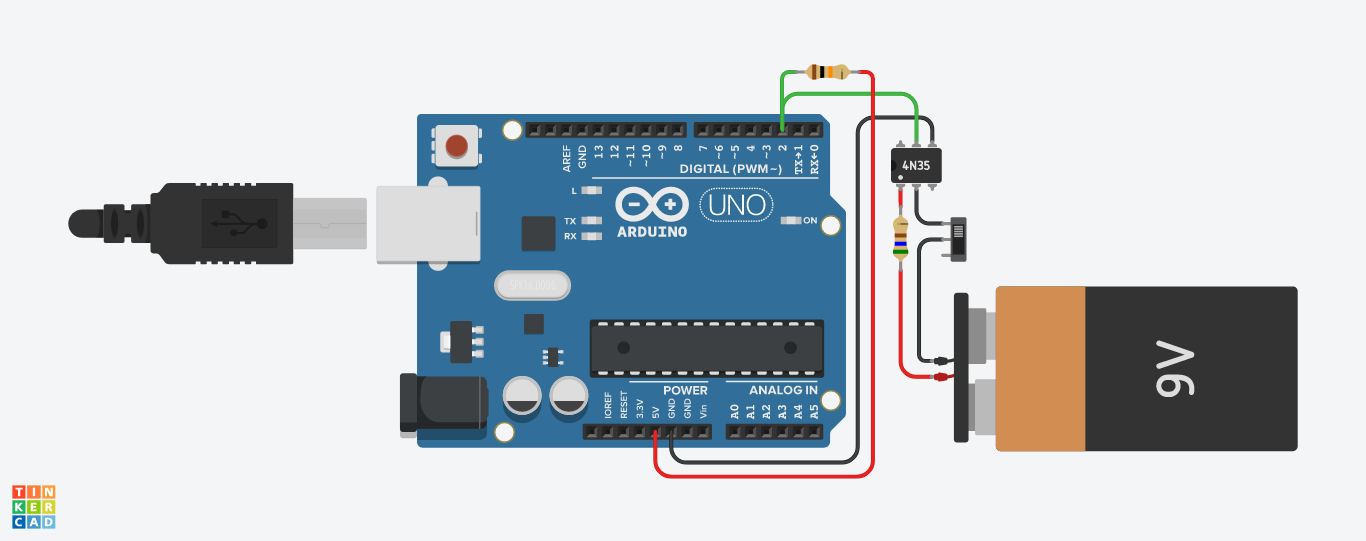 AREF
GND
13
12
~11
~10
~9
8
7
~6
~5
4
~3
2
TX→1
RX←0
DIGITAL (PWM~)
L
TX
RX
ARDUINO
UNO
ON
4N35
9V
POWER
ANALOG IN
IOREF
RESET
3.3V
5V
GND
GND
Vin
A0
A1
A2
A3
A4
A5
TIN
KER
CAD